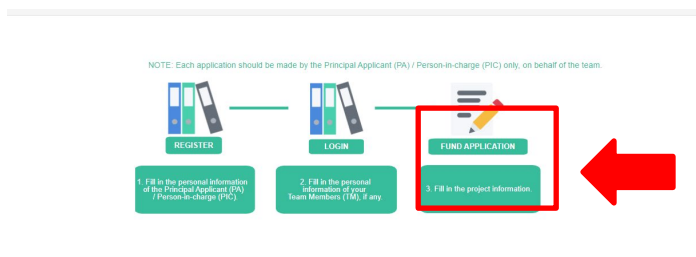 NOTE: Each application should be made by the Principal Applicant (PA) / Person-in-charge (PIC) only, on behalf of the team.
REGISTER
LOGIN
FUND APPLICATION
1. Fill in the personal information
of the Principal Applicant (PA)
/ Person-in-charge (PIC).
2. Fill in the personal
information of your
Team Members (TM), if any.
3. Fill in the project information.